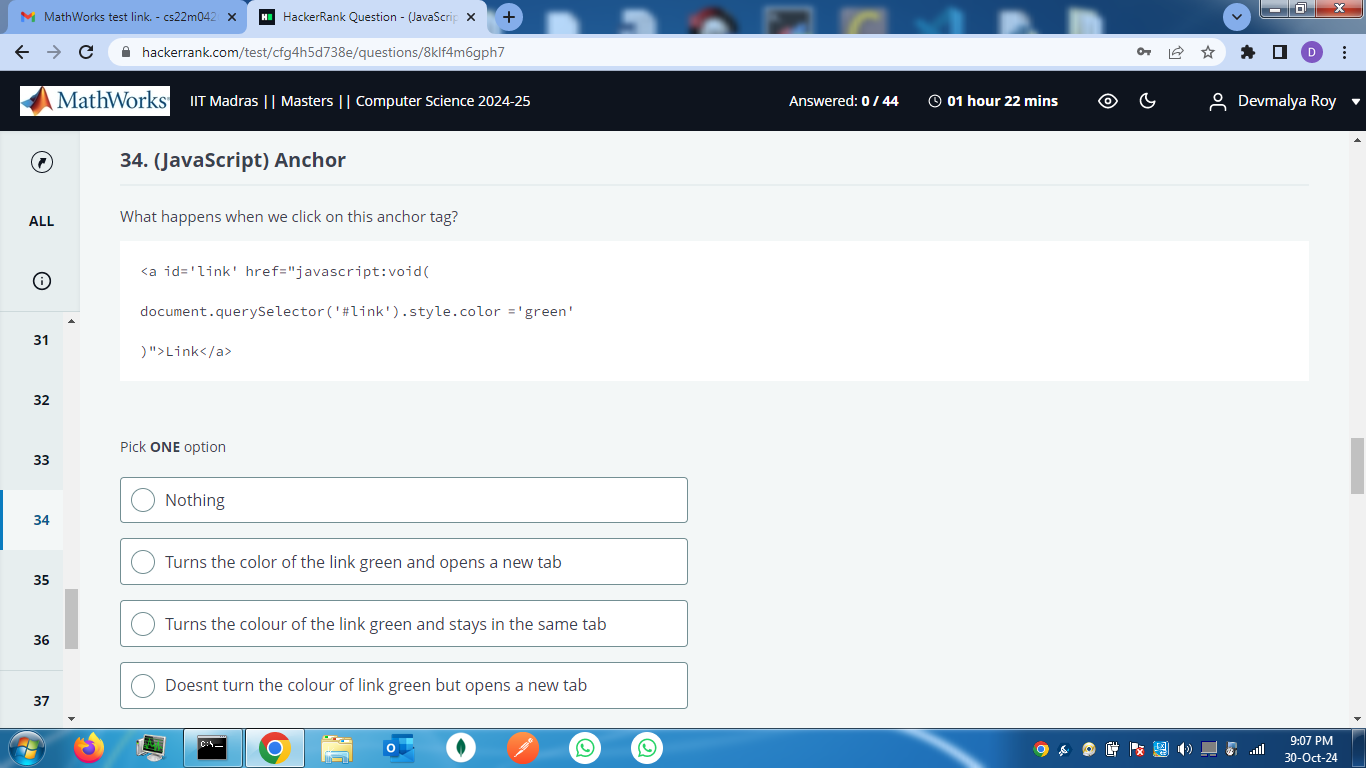 MathWorks test link. - cs22m042
HackerRank Question - (JavaScrip
hackerrank.com/test/cfg4h5d738e/questions/8klf4m6gph7
D
MathWorks
IIT Madras || Masters || Computer Science 2024-25
Answered: 0 / 44
01 hour 22 mins
Devmalya Roy
ALL
31
32
33
34
35
36
37
34. (JavaScript) Anchor
What happens when we click on this anchor tag?
<a id='link' href="javascript:void(
document.querySelector('#link').style.color ='green'
)">Link</a>
Pick ONE option
Nothing
Turns the color of the link green and opens a new tab
Turns the colour of the link green and stays in the same tab
Doesnt turn the colour of link green but opens a new tab
9:07 PM
30-Oct-24